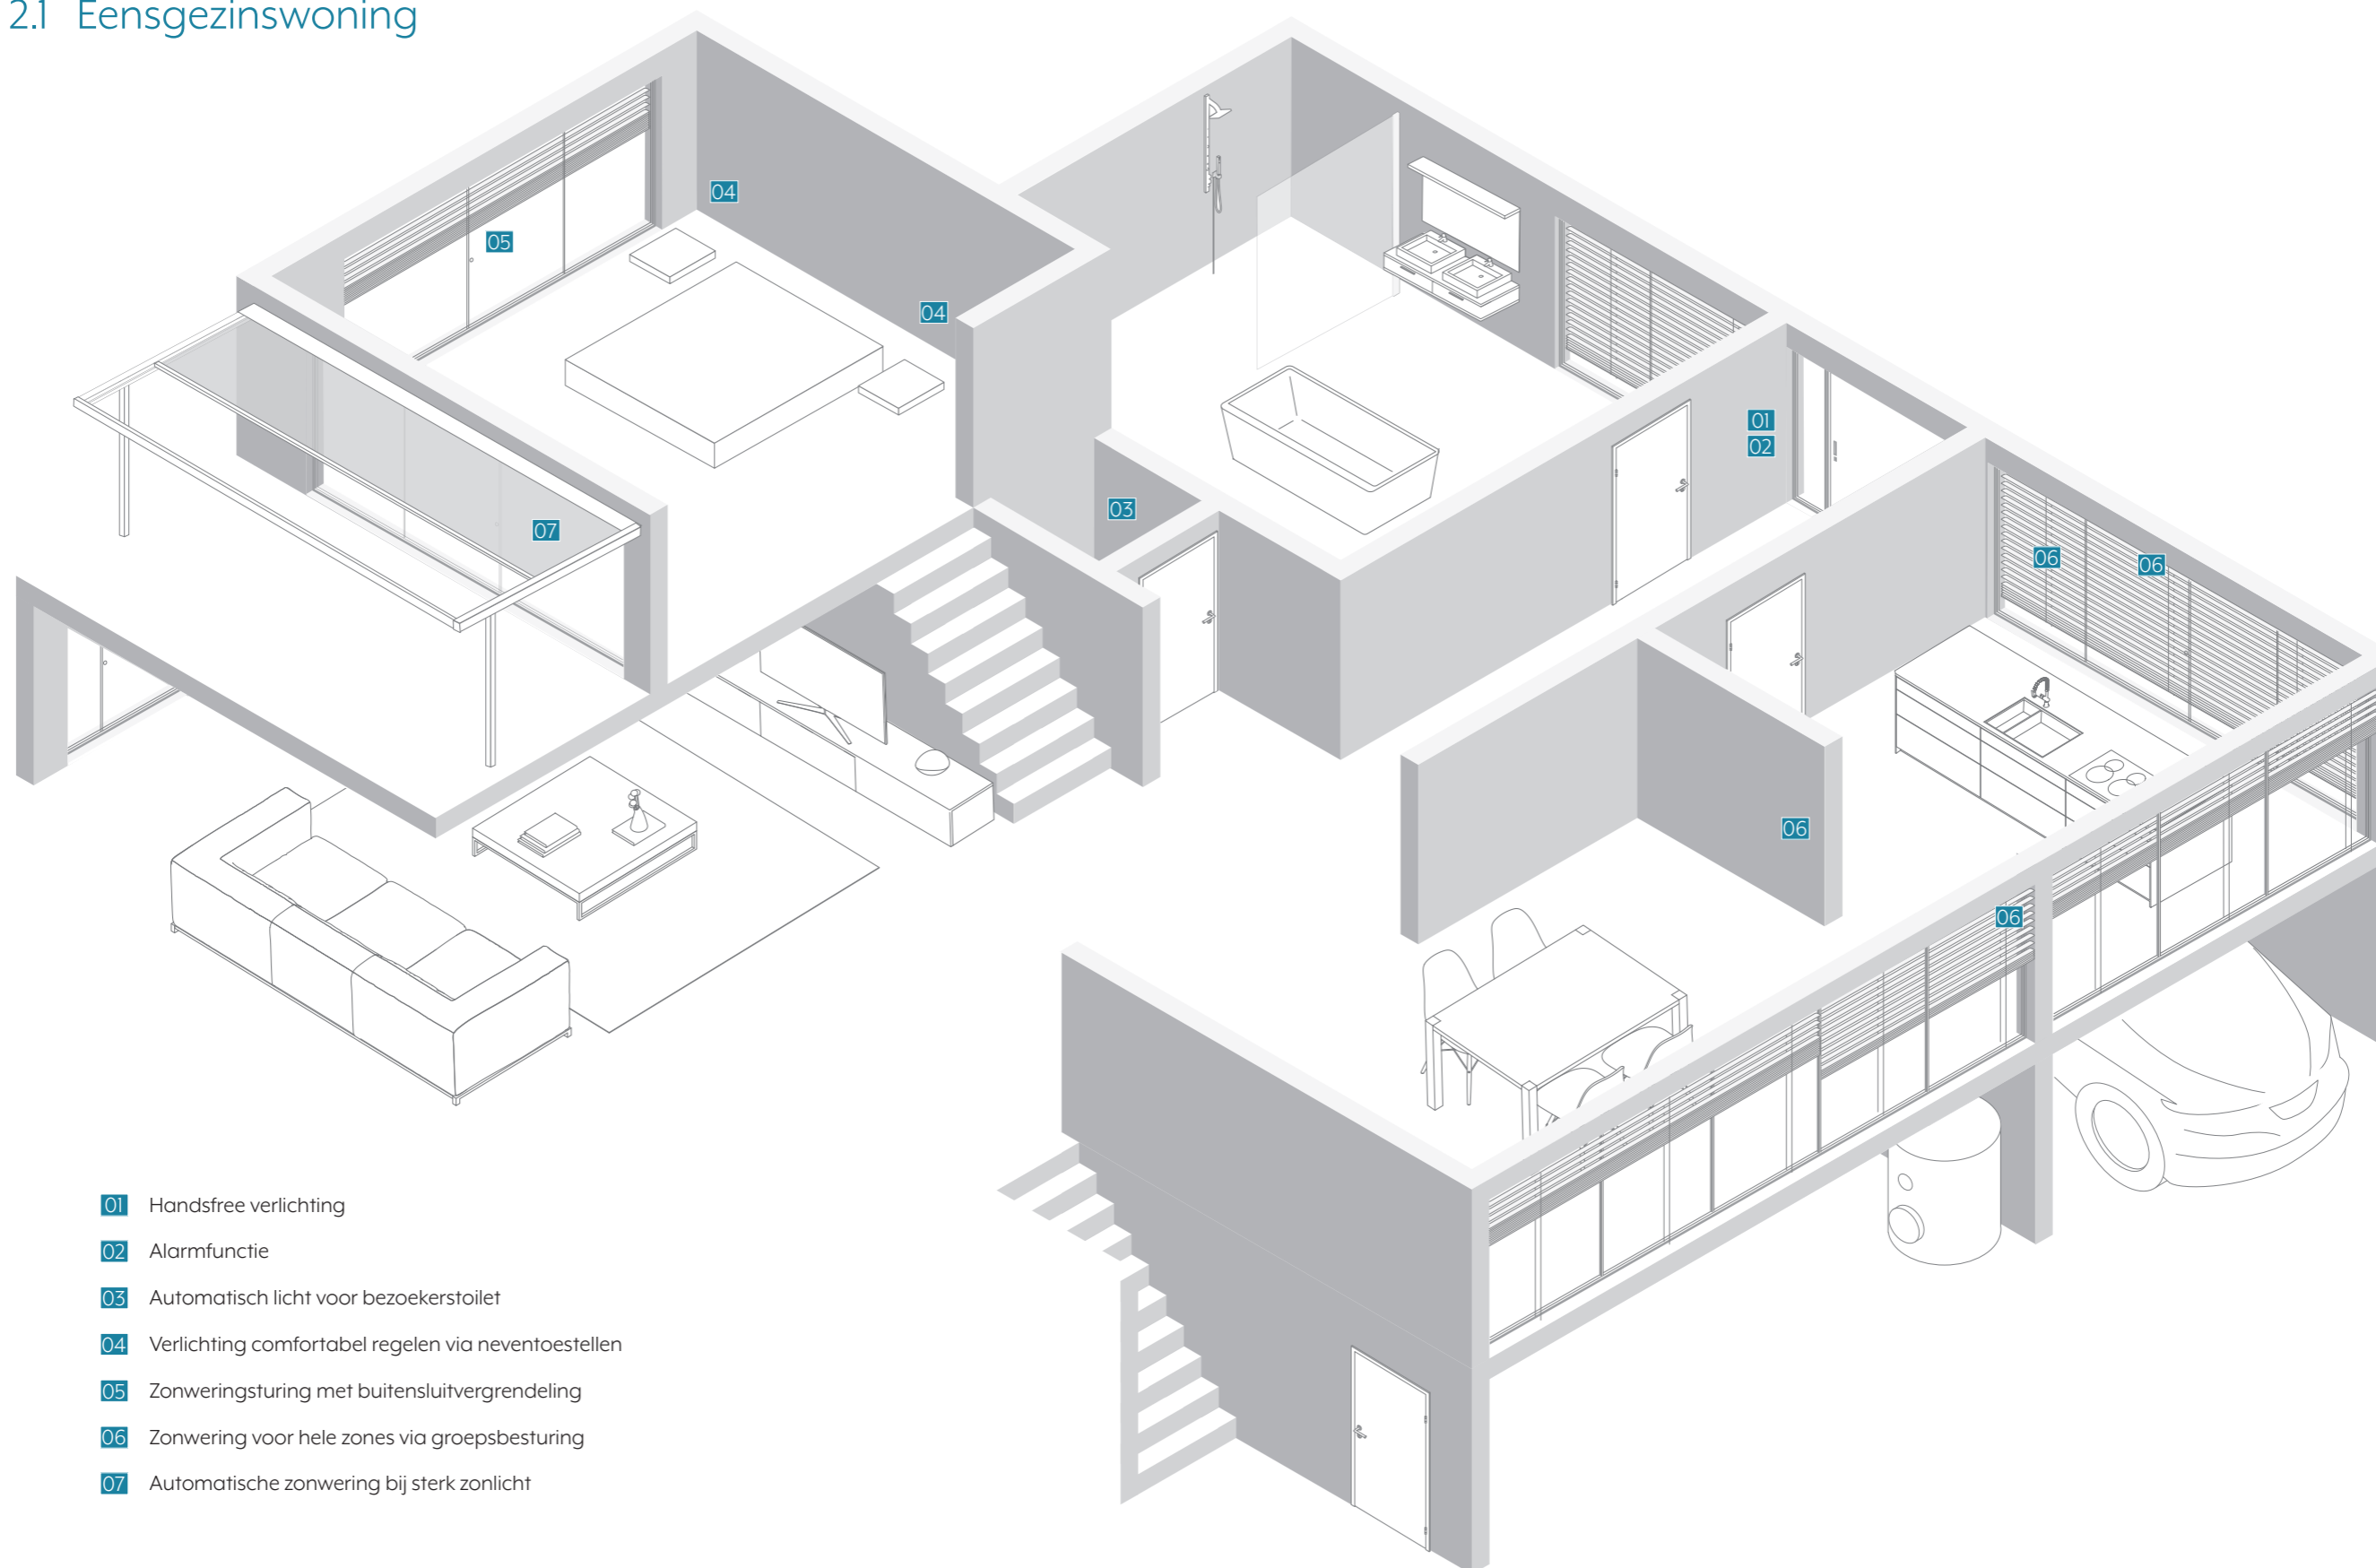 2.1 Eensgezinswoning
04
05
04
07
03
01
02
06
06
06
06
01 Handsfree verlichting
02 Alarmfunctie
03 Automatisch licht voor bezoekerstoilet
04 Verlichting comfortabel regelen via neventoestellen
05 Zonweringsturing met buitensluitvergrendeling
06 Zonwering voor hele zones via groepsbesturing
07 Automatische zonwering bij sterk zonlicht